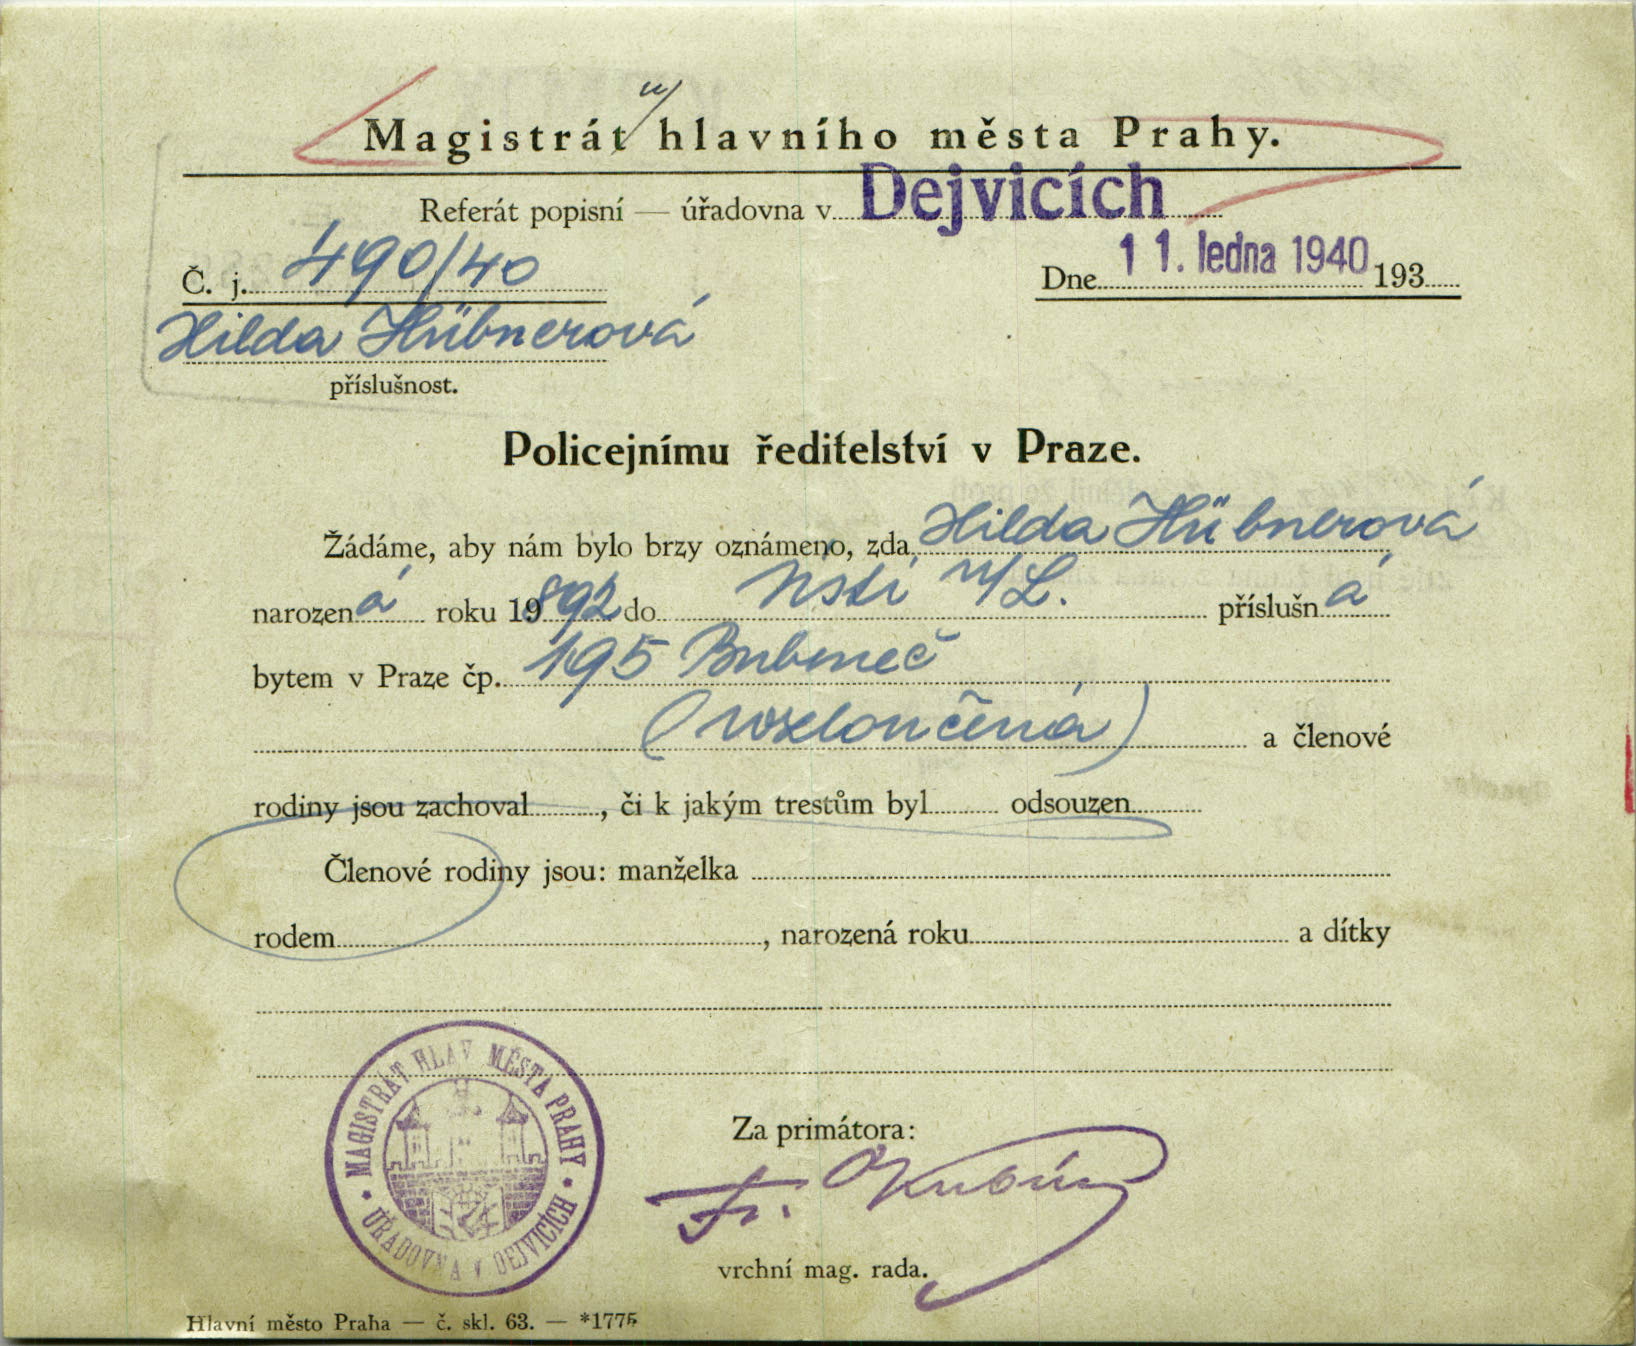 u/
Magistrát hlavního města Prahy.
Referát popisní — úřadovna v Dejvicích
Č. j. 490/40
Dne 11. ledna 1940 193
Hilda Hübnerová
příslušnost.
Policejnímu ředitelství v Praze.
Žádáme, aby nám bylo brzy oznámeno, zda Hilda Hübnerová
narozená roku 1892 do Ústí n/L. příslušná
bytem v Praze čp. 195 Bubeneč
(rozloučená) a členové
rodiny jsou zachoval, či k jakým trestům byl odsouzen
Členové rodiny jsou: manželka
rodem, narozená roku a dítky
MAGISTRÁT HLAV MĚSTA PRAHY
• ÚŘADOVNA V DEJVICÍCH •
Za primátora:
vrchní mag. rada.
Hlavní město Praha — č. skl. 63. — *1775